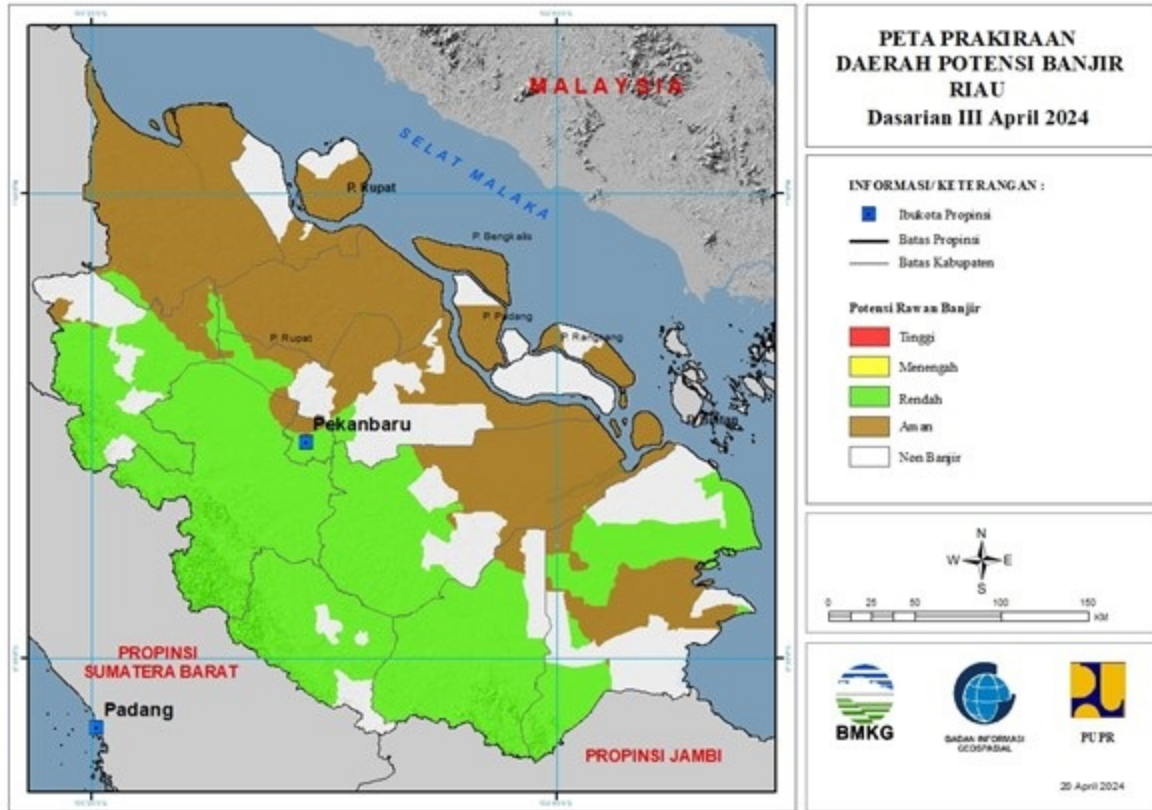 PETA PRAKIRAAN
DAERAH POTENSI BANJIR
RIAU
Dasarian III April 2024
INFORMASI/KETERANGAN :
Ibukota Propinsi
Batas Propinsi
Batas Kabupaten
Potensi Rawan Banjir
Tinggi
Menengah
Rendah
Aman
Non Banjir
N
W E
S
0 25 50 100 150
KM
BMKG
BADAN INFORMASI
GEOSPASIAL
PUPR
20 April 2024
MALAYSIA
SELAT MALAKA
P. Rupat
P. Bengkalis
P. Padang
P. Rupat
P. Rangsang
Pekanbaru
PROPINSI
SUMATERA BARAT
Padang
PROPINSI JAMBI